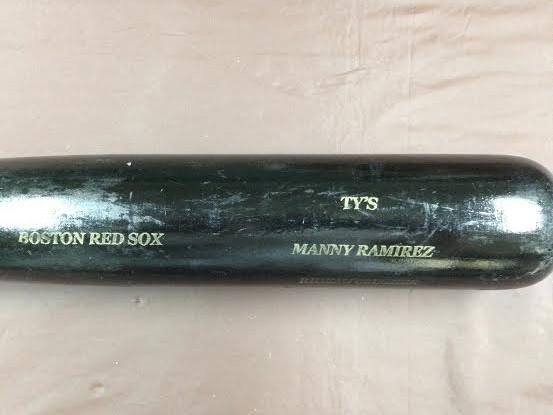 TY'S
BOSTON RED SOX
MANNY RAMIREZ